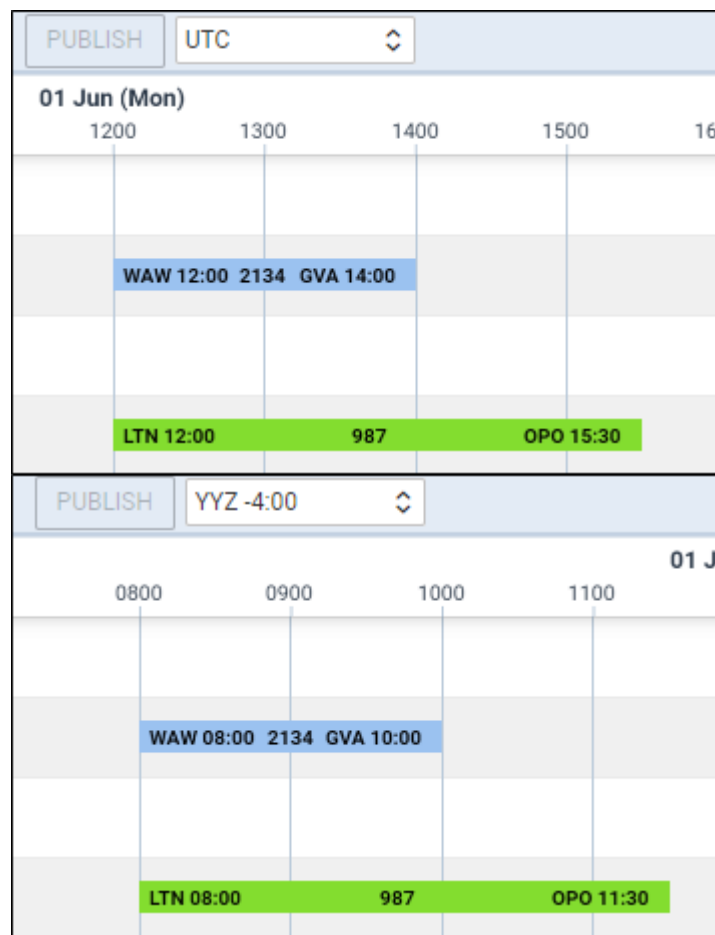 PUBLISH UTC
01 Jun (Mon)
1200 1300 1400 1500 16
WAW 12:00 2134 GVA 14:00
LTN 12:00 987 OPO 15:30
PUBLISH YYZ -4:00
01 J
0800 0900 1000 1100
WAW 08:00 2134 GVA 10:00
LTN 08:00 987 OPO 11:30